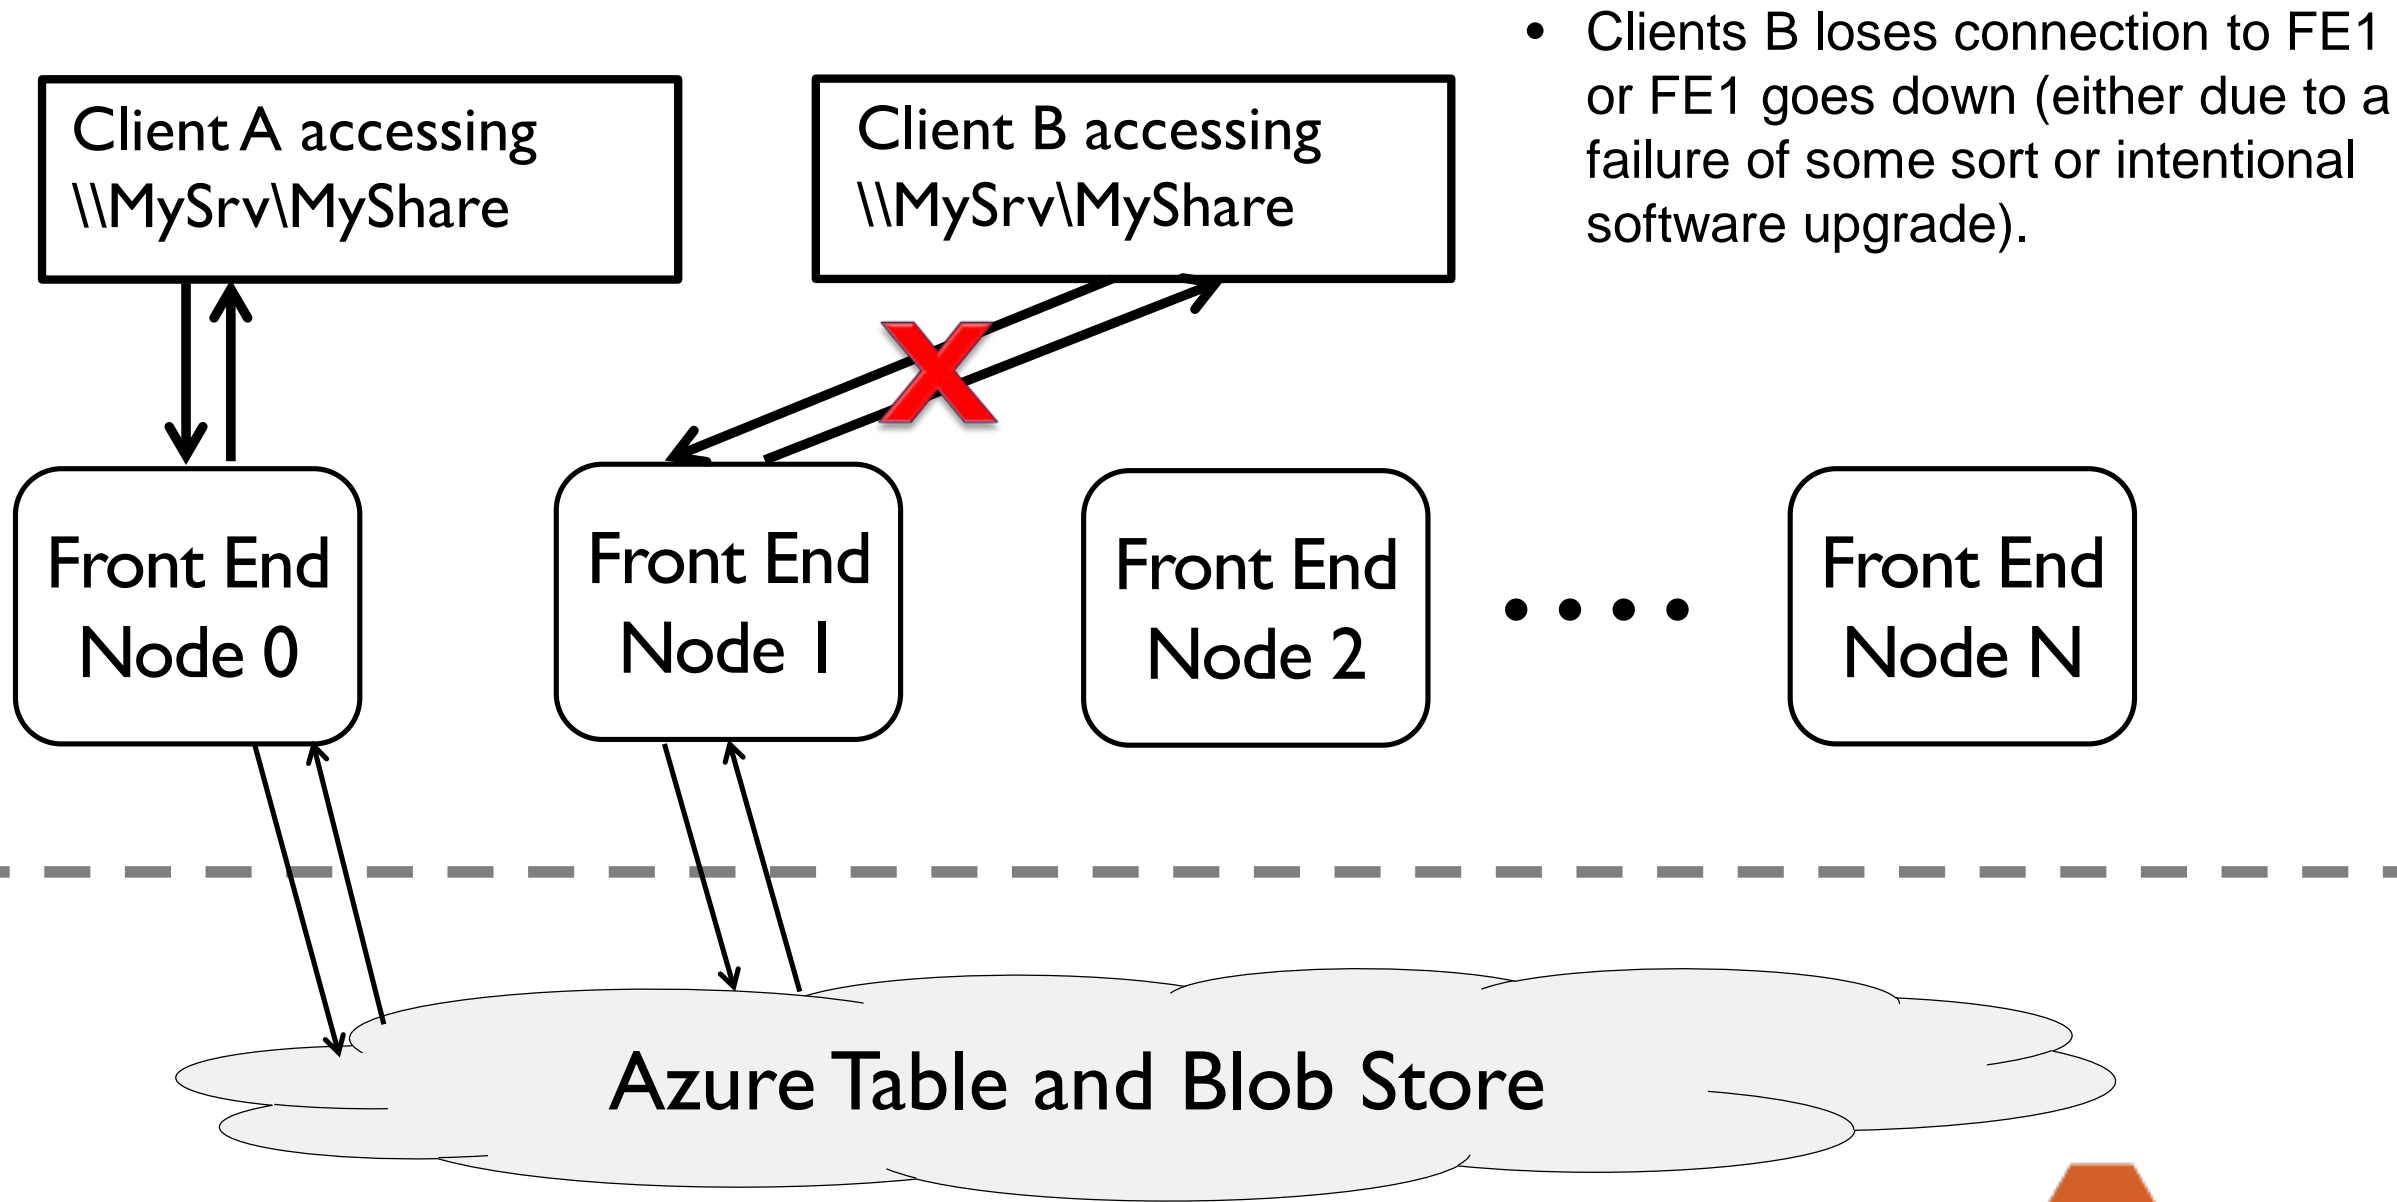 • Clients B loses connection to FE1
or FE1 goes down (either due to a
failure of some sort or intentional
software upgrade).
Client A accessing
\\MySrv\MyShare
Client B accessing
\\MySrv\MyShare
X
Front End
Node 0
Front End
Node 1
Front End
Node 2
Front End
Node N
Azure Table and Blob Store